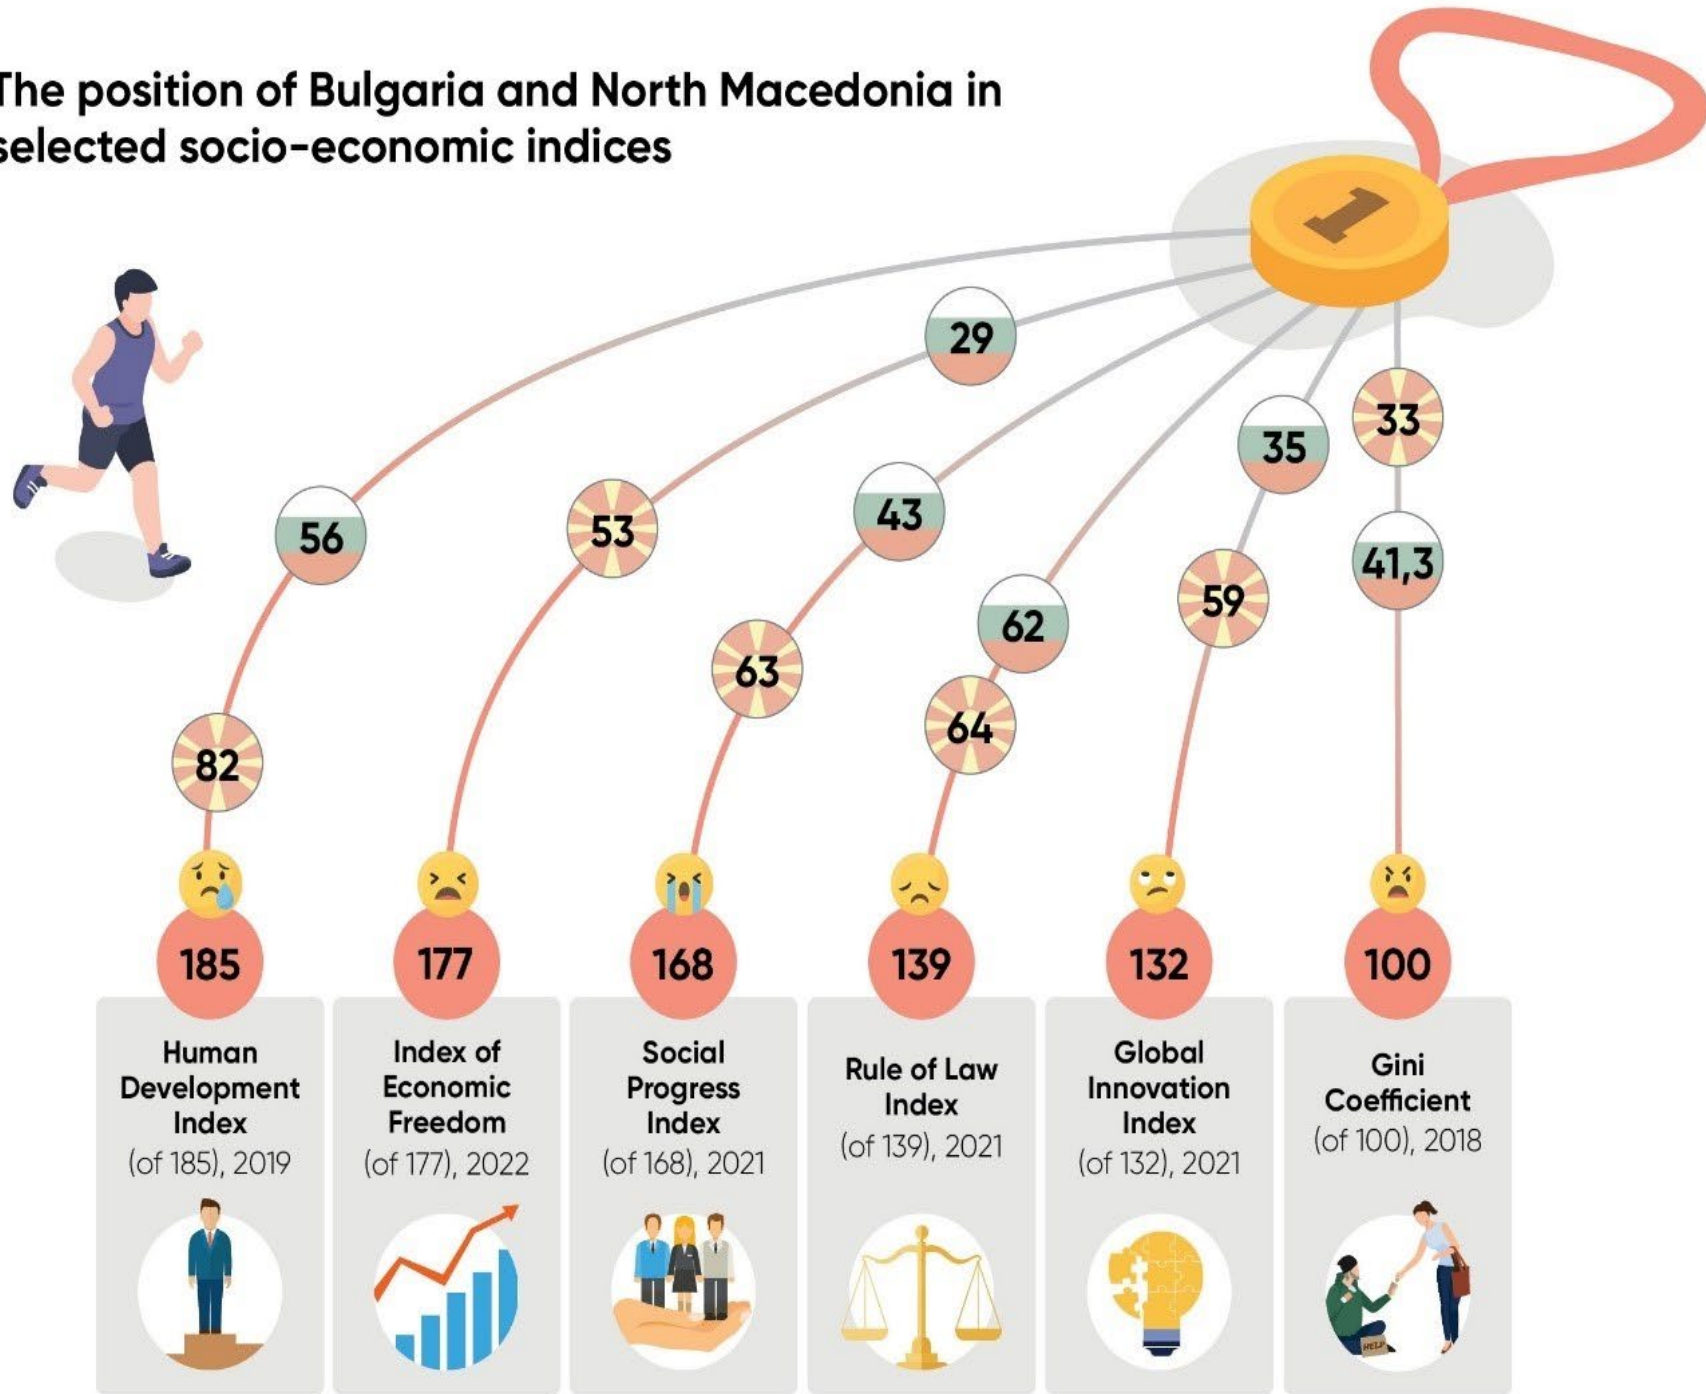 The position of Bulgaria and North Macedonia in
selected socio-economic indices
1
29
33
35
56
53
43
41,3
59
62
63
64
82
185
177
168
139
132
100
Human
Development
Index
(of 185), 2019
Index of
Economic
Freedom
(of 177), 2022
Social
Progress
Index
(of 168), 2021
Rule of Law
Index
(of 139), 2021
Global
Innovation
Index
(of 132), 2021
Gini
Coefficient
(of 100), 2018
HELP